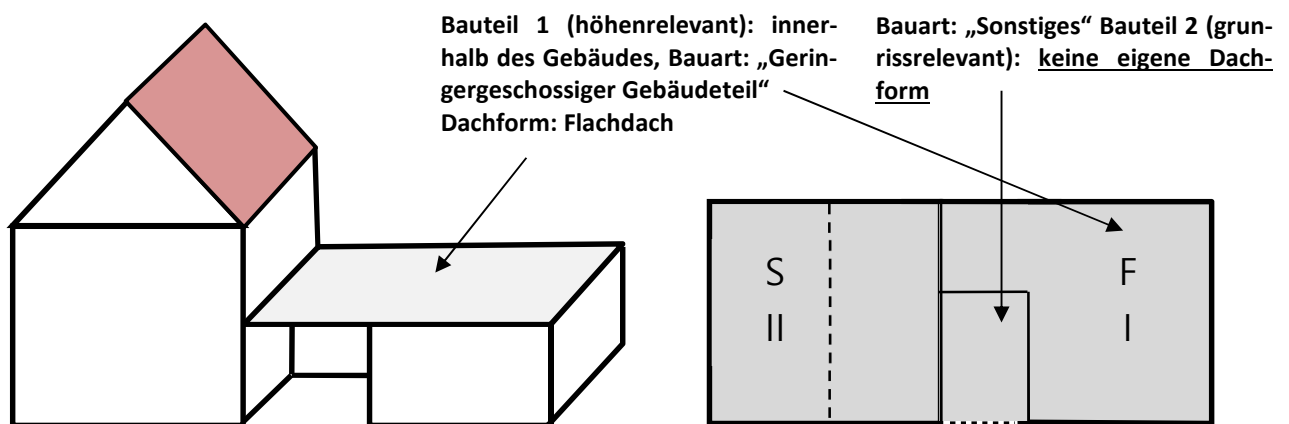 Bauteil 1 (höhenrelevant): inner-
halb des Gebäudes, Bauart: „Gerin-
gergeschossiger Gebäudeteil“
Dachform: Flachdach
Bauart: „Sonstiges“ Bauteil 2 (grun-
rissrelevant): keine eigene Dach-
form
S
II
F
I